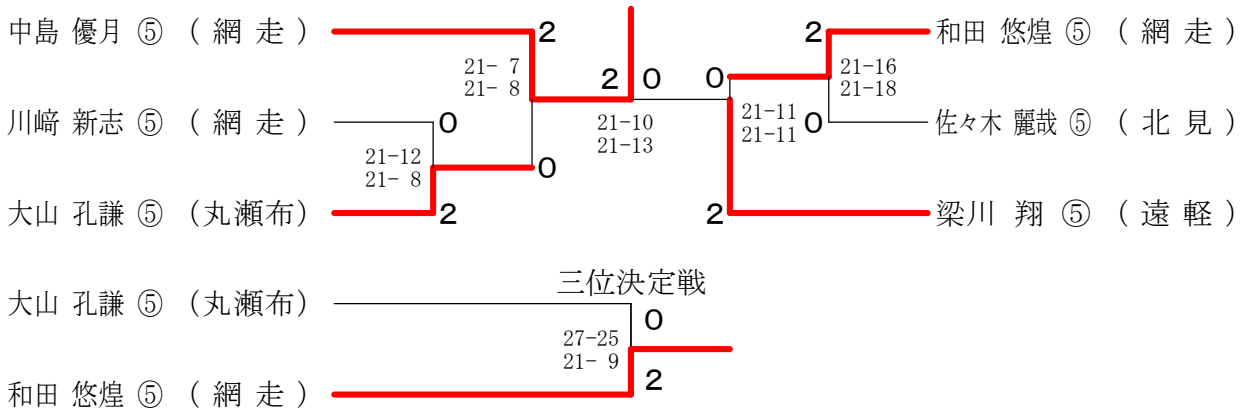 中島 優月 ⑤ （ 網 走 ） 2 2 和田 悠煌 ⑤ （ 網 走 ）
21- 7
21- 8
2 0 0
21-16
21-18
川﨑 新志 ⑤ （ 網 走 ） 0
21-10
21-13
21-11
21-11
0 佐々木 麗哉 ⑤ （ 北 見 ）
21-12
21- 8
0
大山 孔謙 ⑤ （丸瀬布） 2 2 梁川 翔 ⑤ （ 遠 軽 ）
三位決定戦
大山 孔謙 ⑤ （丸瀬布） 0
27-25
21- 9
和田 悠煌 ⑤ （ 網 走 ） 2